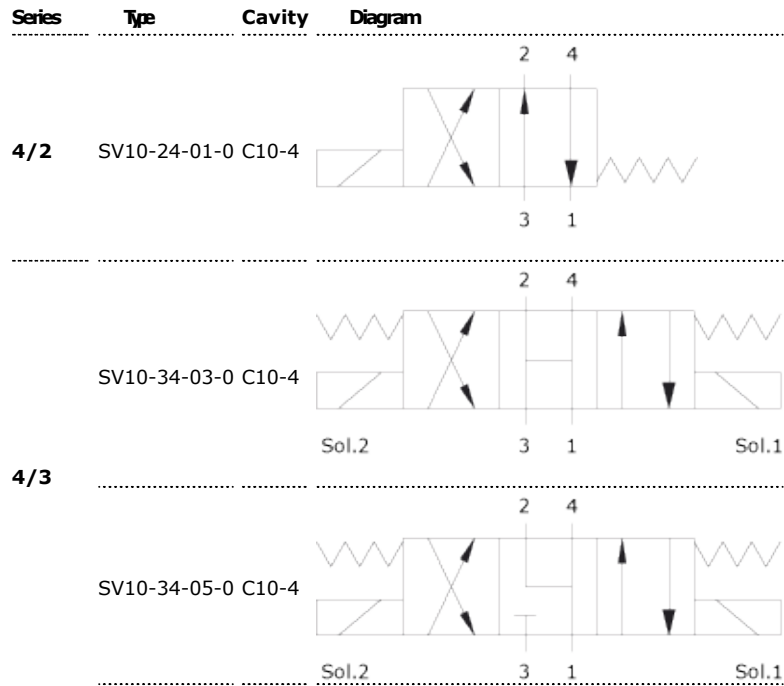 Series Type Cavity Diagram
2 4
4/2 SV10-24-01-0 C10-4
3 1
2 4
SV10-34-03-0 C10-4
Sol.2 3 1 Sol.1
4/3
2 4
SV10-34-05-0 C10-4
Sol.2 3 1 Sol.1